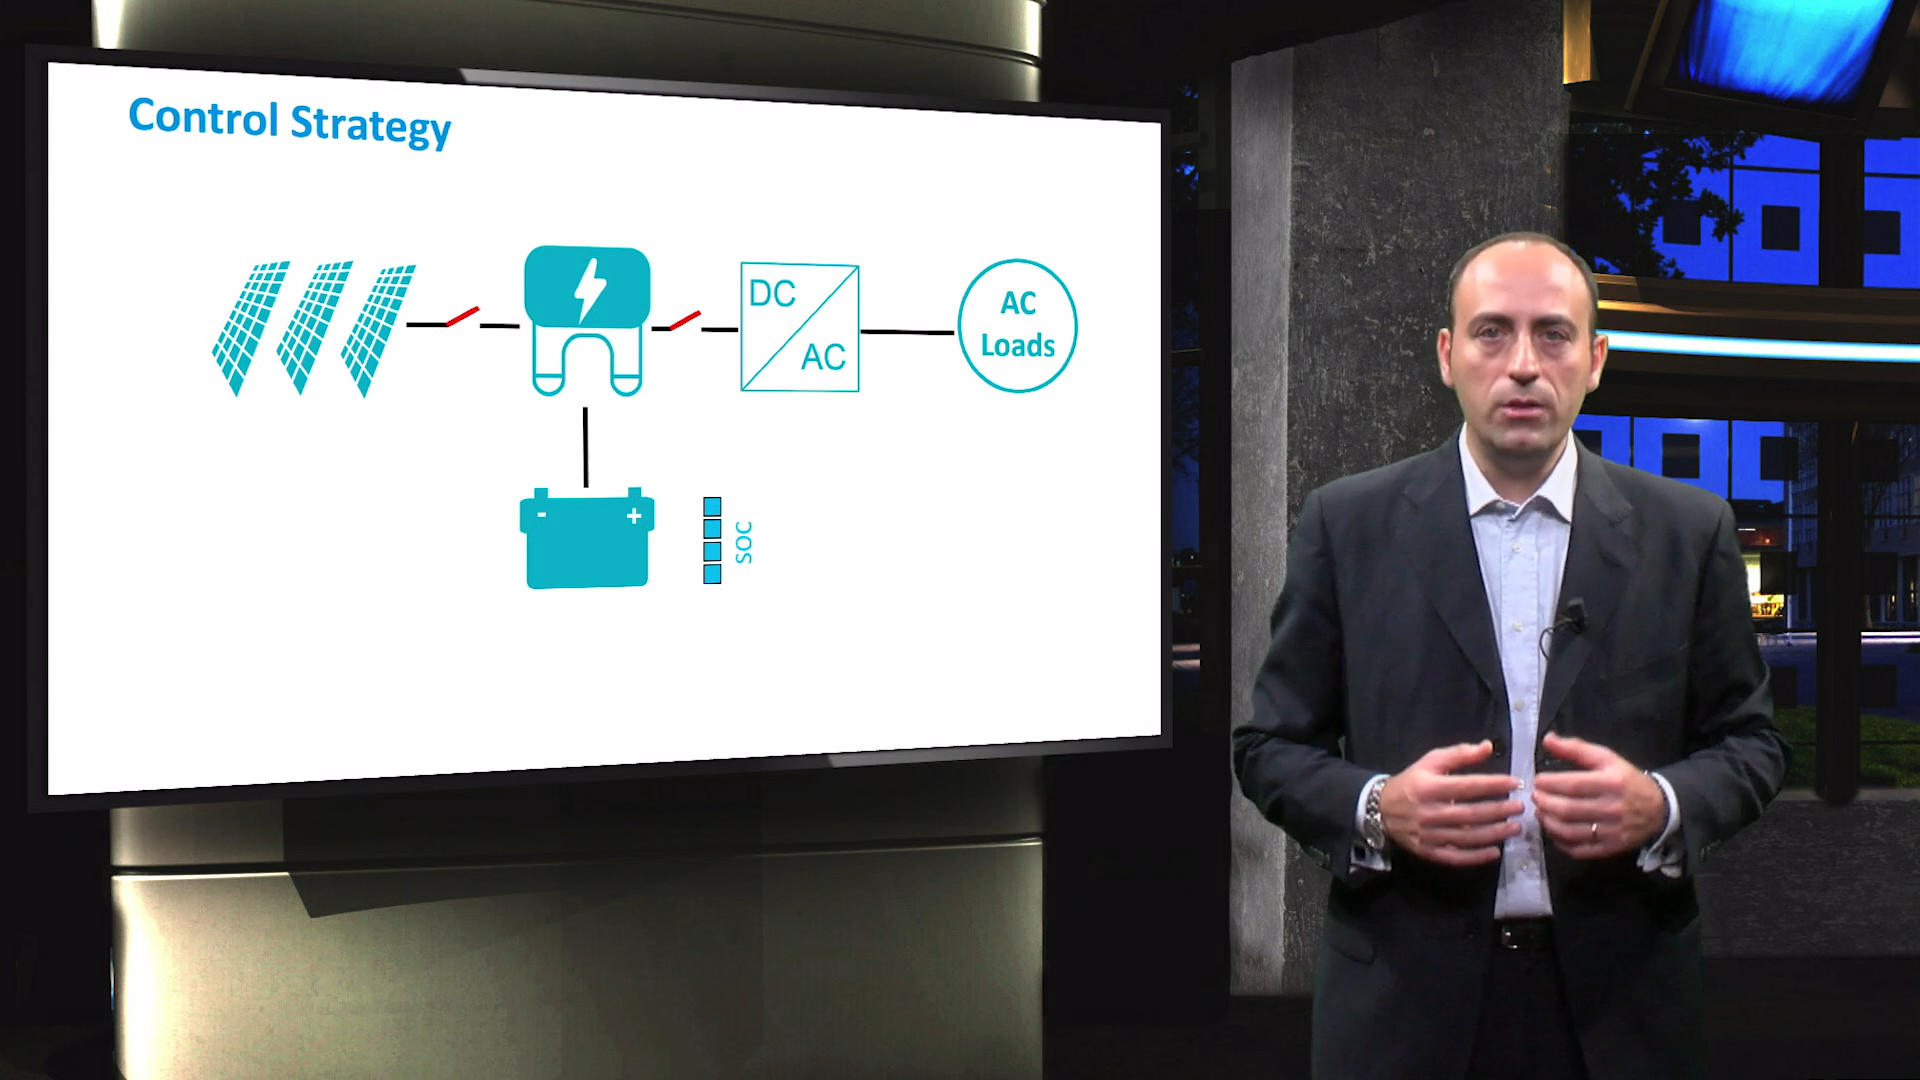 Control Strategy
DC
AC
AC
Loads
- +
SOC